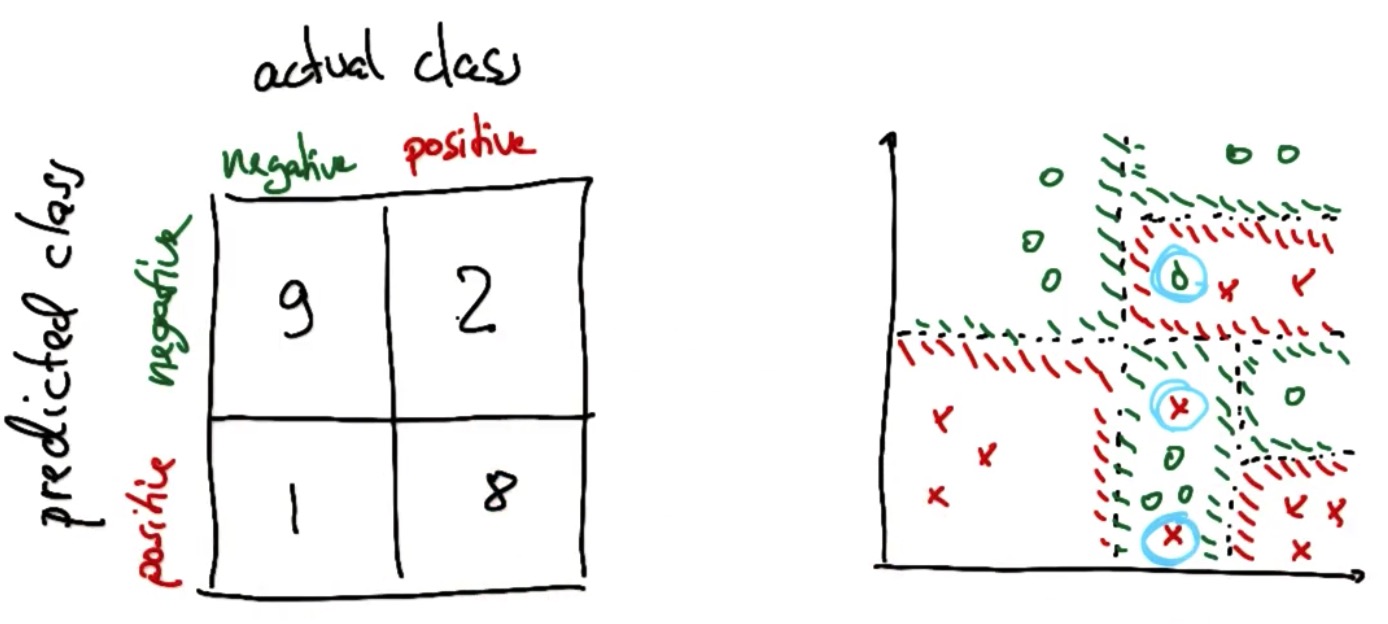 actual class
negative positive
predicted class
negative
positive
9 2
1 8